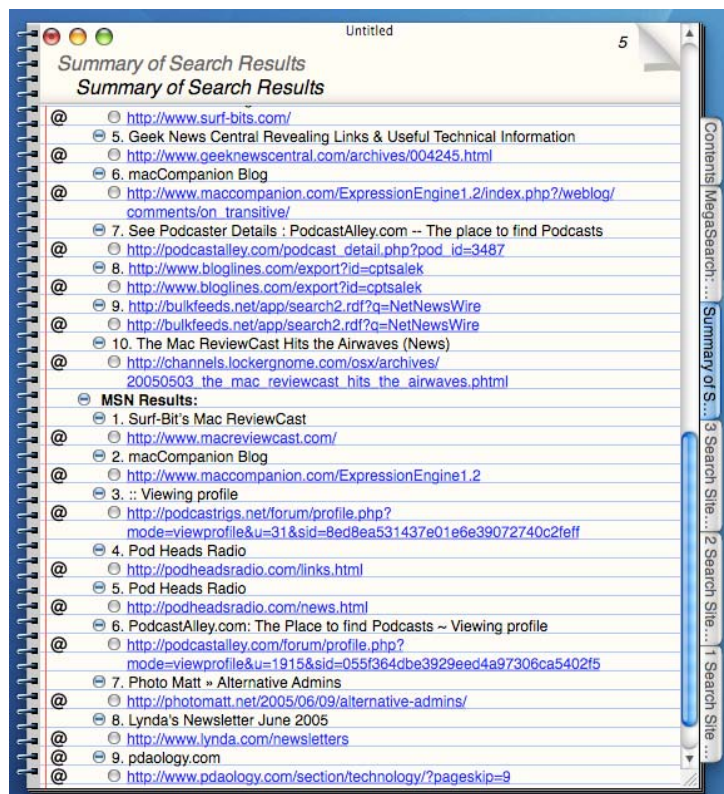 Untitled
5
Summary of Search Results
Summary of Search Results
@ http://www.surf-bits.com/
5. Geek News Central Revealing Links & Useful Technical Information
@ http://www.geeknewscentral.com/archives/004245.html
6. macCompanion Blog
@ http://www.maccompanion.com/ExpressionEngine1.2/index.php?/weblog/
comments/on_transitive/
7. See Podcaster Details : PodcastAlley.com -- The place to find Podcasts
@ http://podcastalley.com/podcast_detail.php?pod_id=3487
8. http://www.bloglines.com/export?id=cptsalek
@ http://www.bloglines.com/export?id=cptsalek
9. http://bulkfeeds.net/app/search2.rdf?q=NetNewsWire
@ http://bulkfeeds.net/app/search2.rdf?q=NetNewsWire
10. The Mac ReviewCast Hits the Airwaves (News)
@ http://channels.lockergnome.com/osx/archives/
20050503_the_mac_reviewcast_hits_the_airwaves.phtml
MSN Results:
1. Surf-Bit's Mac ReviewCast
@ http://www.macreviewcast.com/
2. macCompanion Blog
@ http://www.maccompanion.com/ExpressionEngine1.2
3. :: Viewing profile
@ http://podcastrigs.net/forum/profile.php?
mode=viewprofile&u=31&sid=8ed8ea531437e01e6e39072740c2feff
4. Pod Heads Radio
@ http://podheadsradio.com/links.html
5. Pod Heads Radio
@ http://podheadsradio.com/news.html
6. PodcastAlley.com: The Place to find Podcasts ~ Viewing profile
@ http://podcastalley.com/forum/profile.php?
mode=viewprofile&u=1915&sid=055f364dbe3929eed4a97306ca5402f5
7. Photo Matt » Alternative Admins
@ http://photomatt.net/2005/06/09/alternative-admins/
8. Lynda's Newsletter June 2005
@ http://www.lynda.com/newsletters
@ 9. pdaology.com
@ http://www.pdaology.com/section/technology/?pageskip=9
Contents
MegaSearch: ...
Summary of S...
3 Search Site...
2 Search Site...
1 Search Site ...